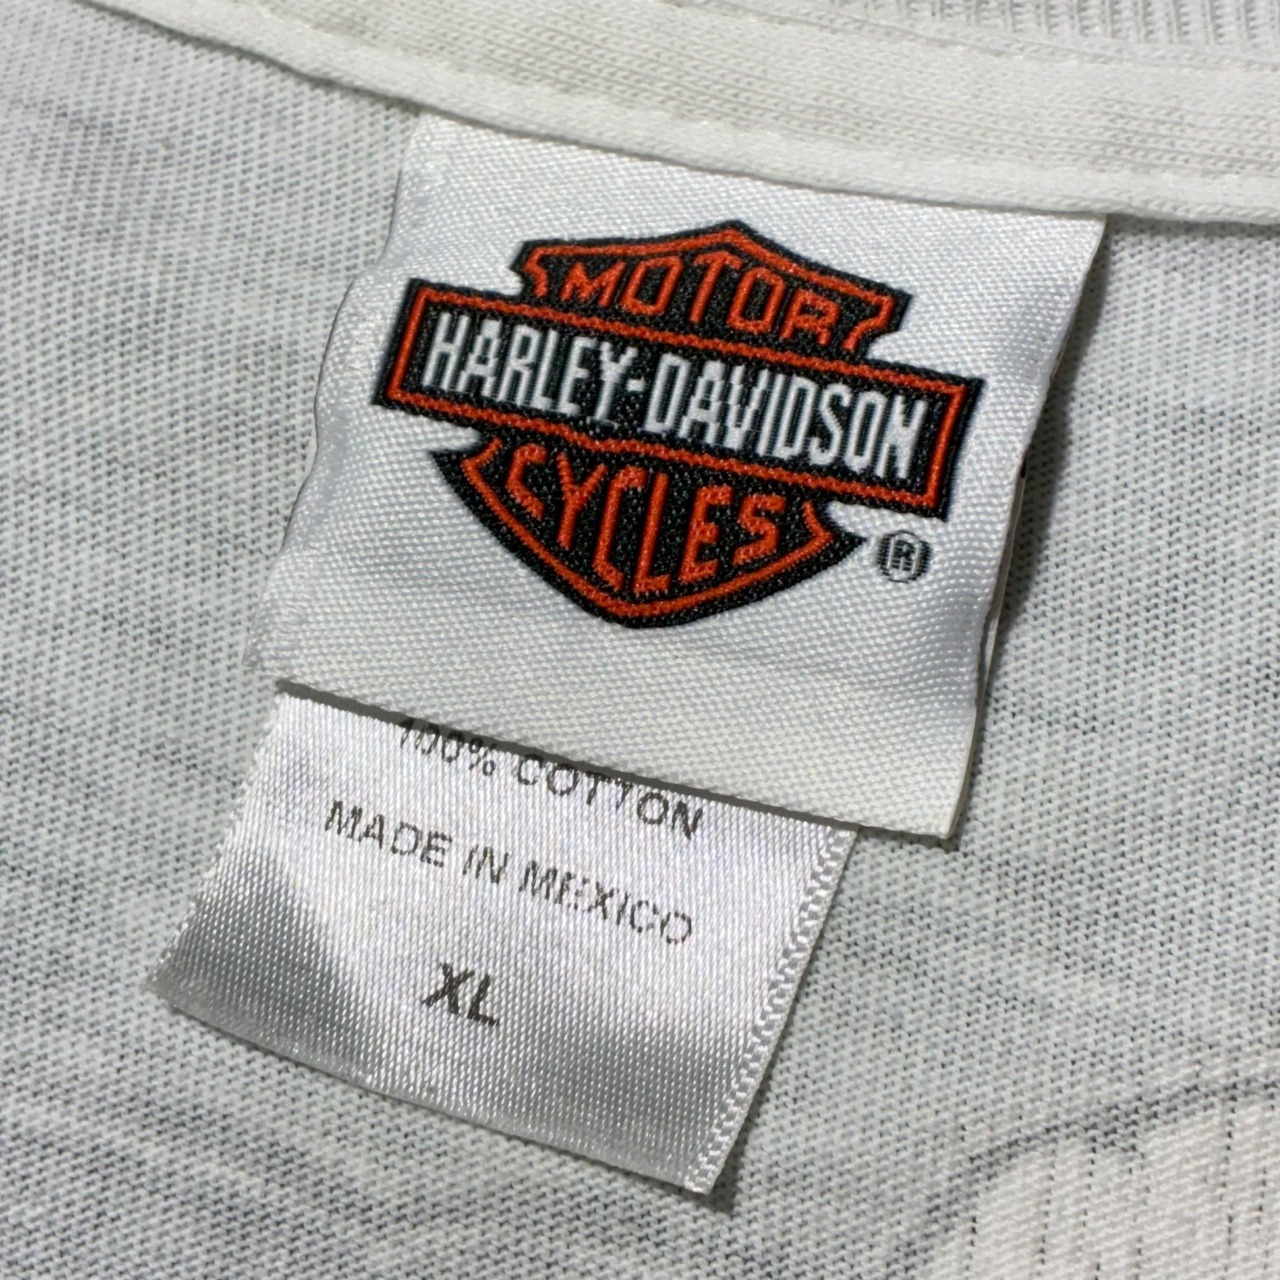 MOTOR
HARLEY-DAVIDSON
CYCLES
®
100% COTTON
MADE IN MEXICO
XL